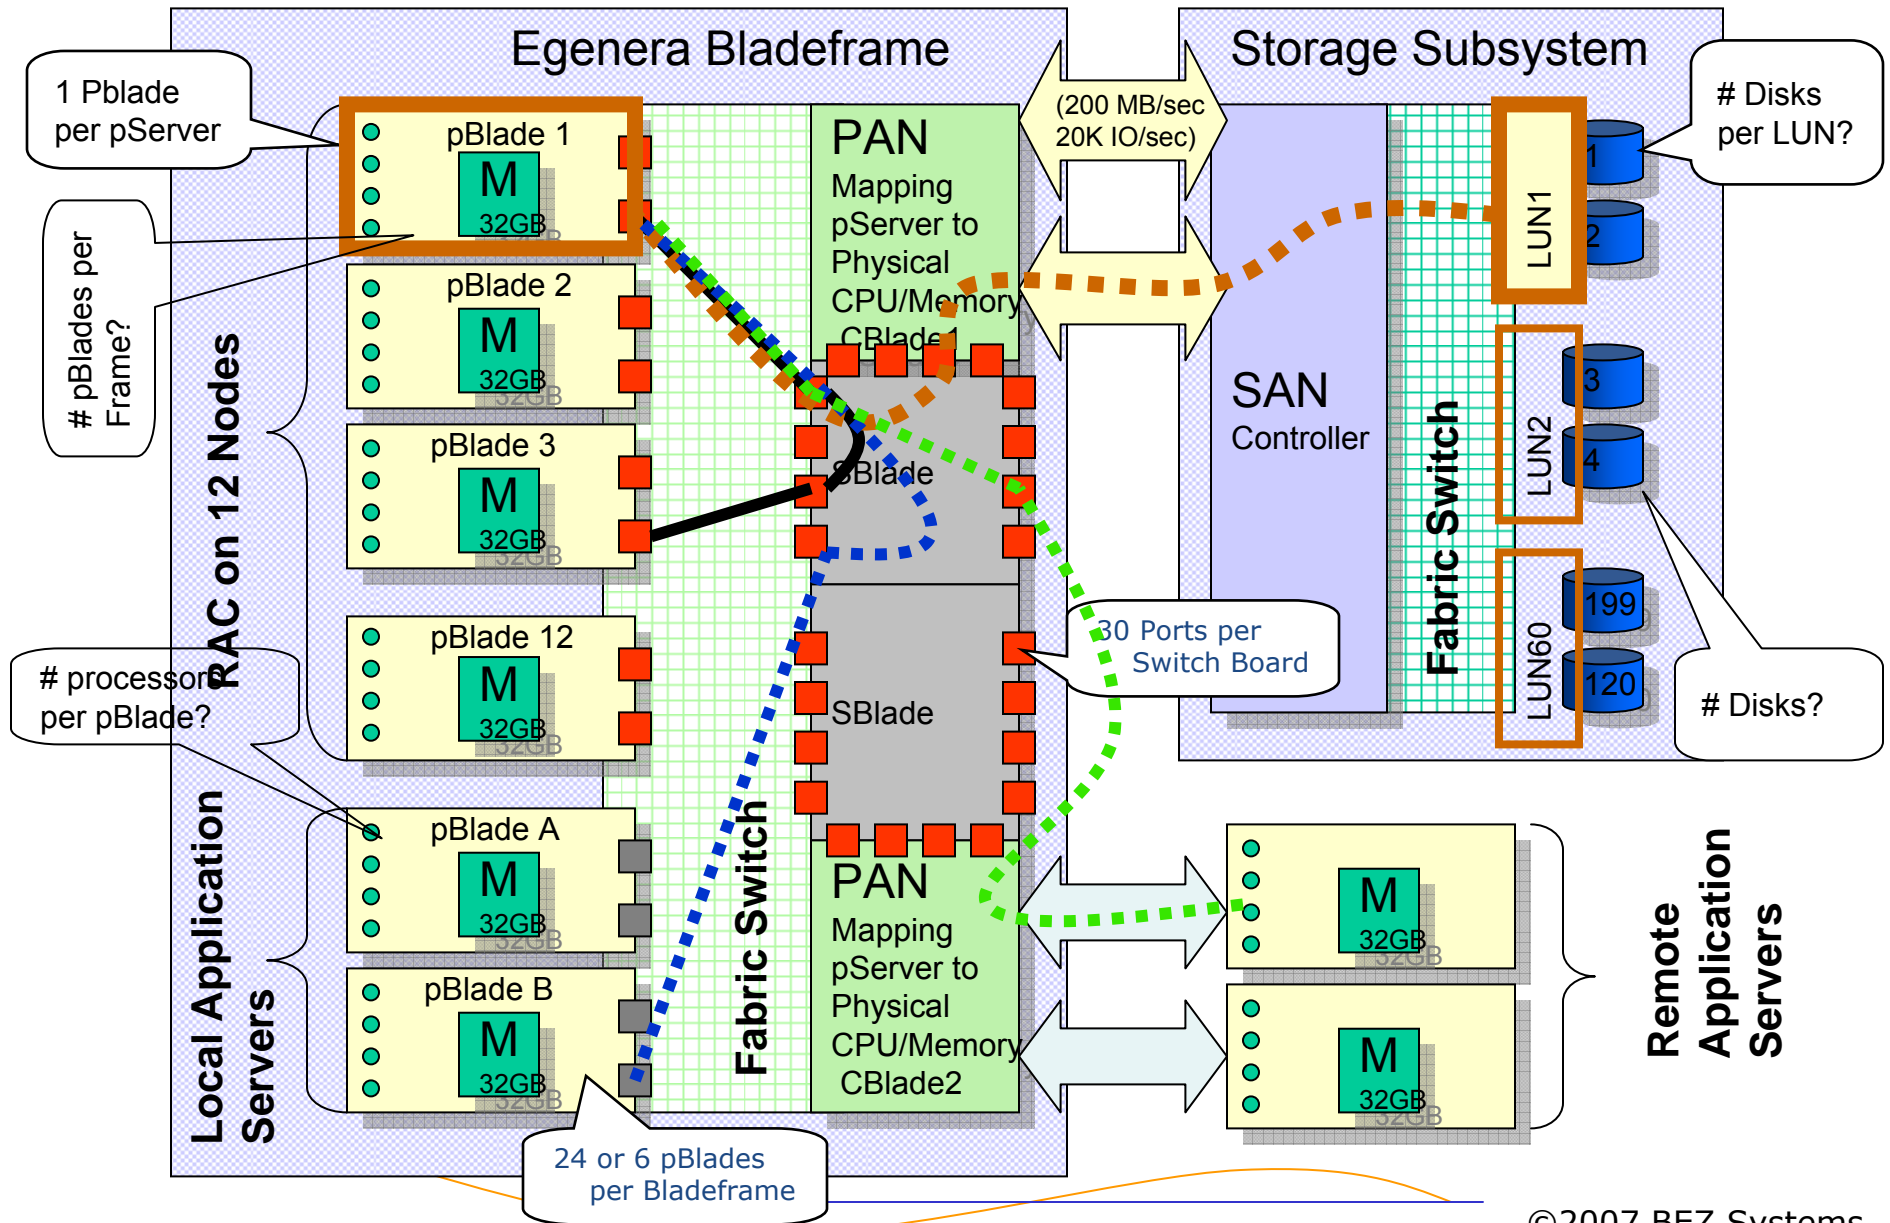 Egenera Bladeframe
Storage Subsystem
1 Pblade
per pServer
# pBlades per
Frame?
RAC on 12 Nodes
# processors
per pBlade?
Local Application
Servers
pBlade 1
M
32GB
pBlade 2
M
32GB
pBlade 3
M
32GB
pBlade 12
M
32GB
pBlade A
M
32GB
pBlade B
M
32GB
24 or 6 pBlades
per Bladeframe
Fabric Switch
PAN
Mapping
pServer to
Physical
CPU/Memory
CBlade1
SBlade
SBlade
PAN
Mapping
pServer to
Physical
CPU/Memory
CBlade2
30 Ports per
Switch Board
(200 MB/sec
20K IO/sec)
SAN
Controller
Fabric Switch
LUN1
LUN2
LUN60
1
2
3
4
199
120
# Disks
per LUN?
# Disks?
M
32GB
M
32GB
Remote
Application
Servers
©2007 BEZ Systems